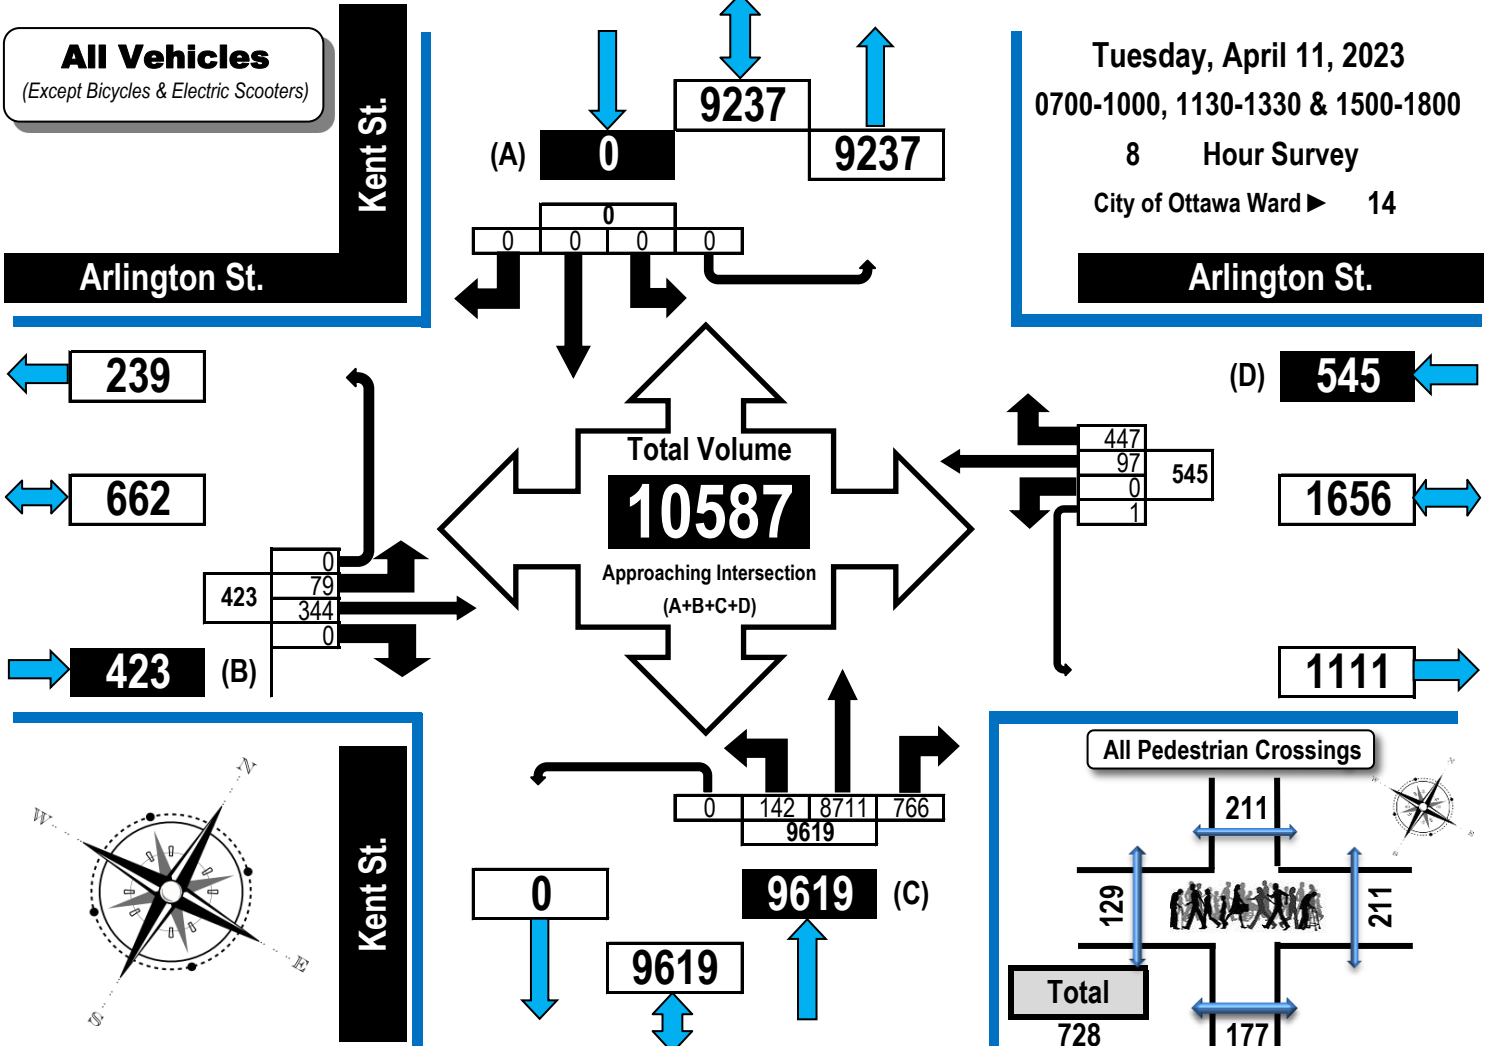 All Vehicles
(Except Bicycles & Electric Scooters)
Kent St.
Arlington St.
9237
(A) 0
9237
0
0 0 0 0
Tuesday, April 11, 2023
0700-1000, 1130-1330 & 1500-1800
8 Hour Survey
City of Ottawa Ward ► 14
Arlington St.
239
662
0
79
344
0
423
423 (B)
Total Volume
10587
Approaching Intersection
(A+B+C+D)
(D) 545
447
97
0
1
545
1656
1111
N
W
E
S
Kent St.
0 142 8711 766
9619
0
9619 (C)
9619
All Pedestrian Crossings
211
N
W
E
S
129
211
Total
728
177